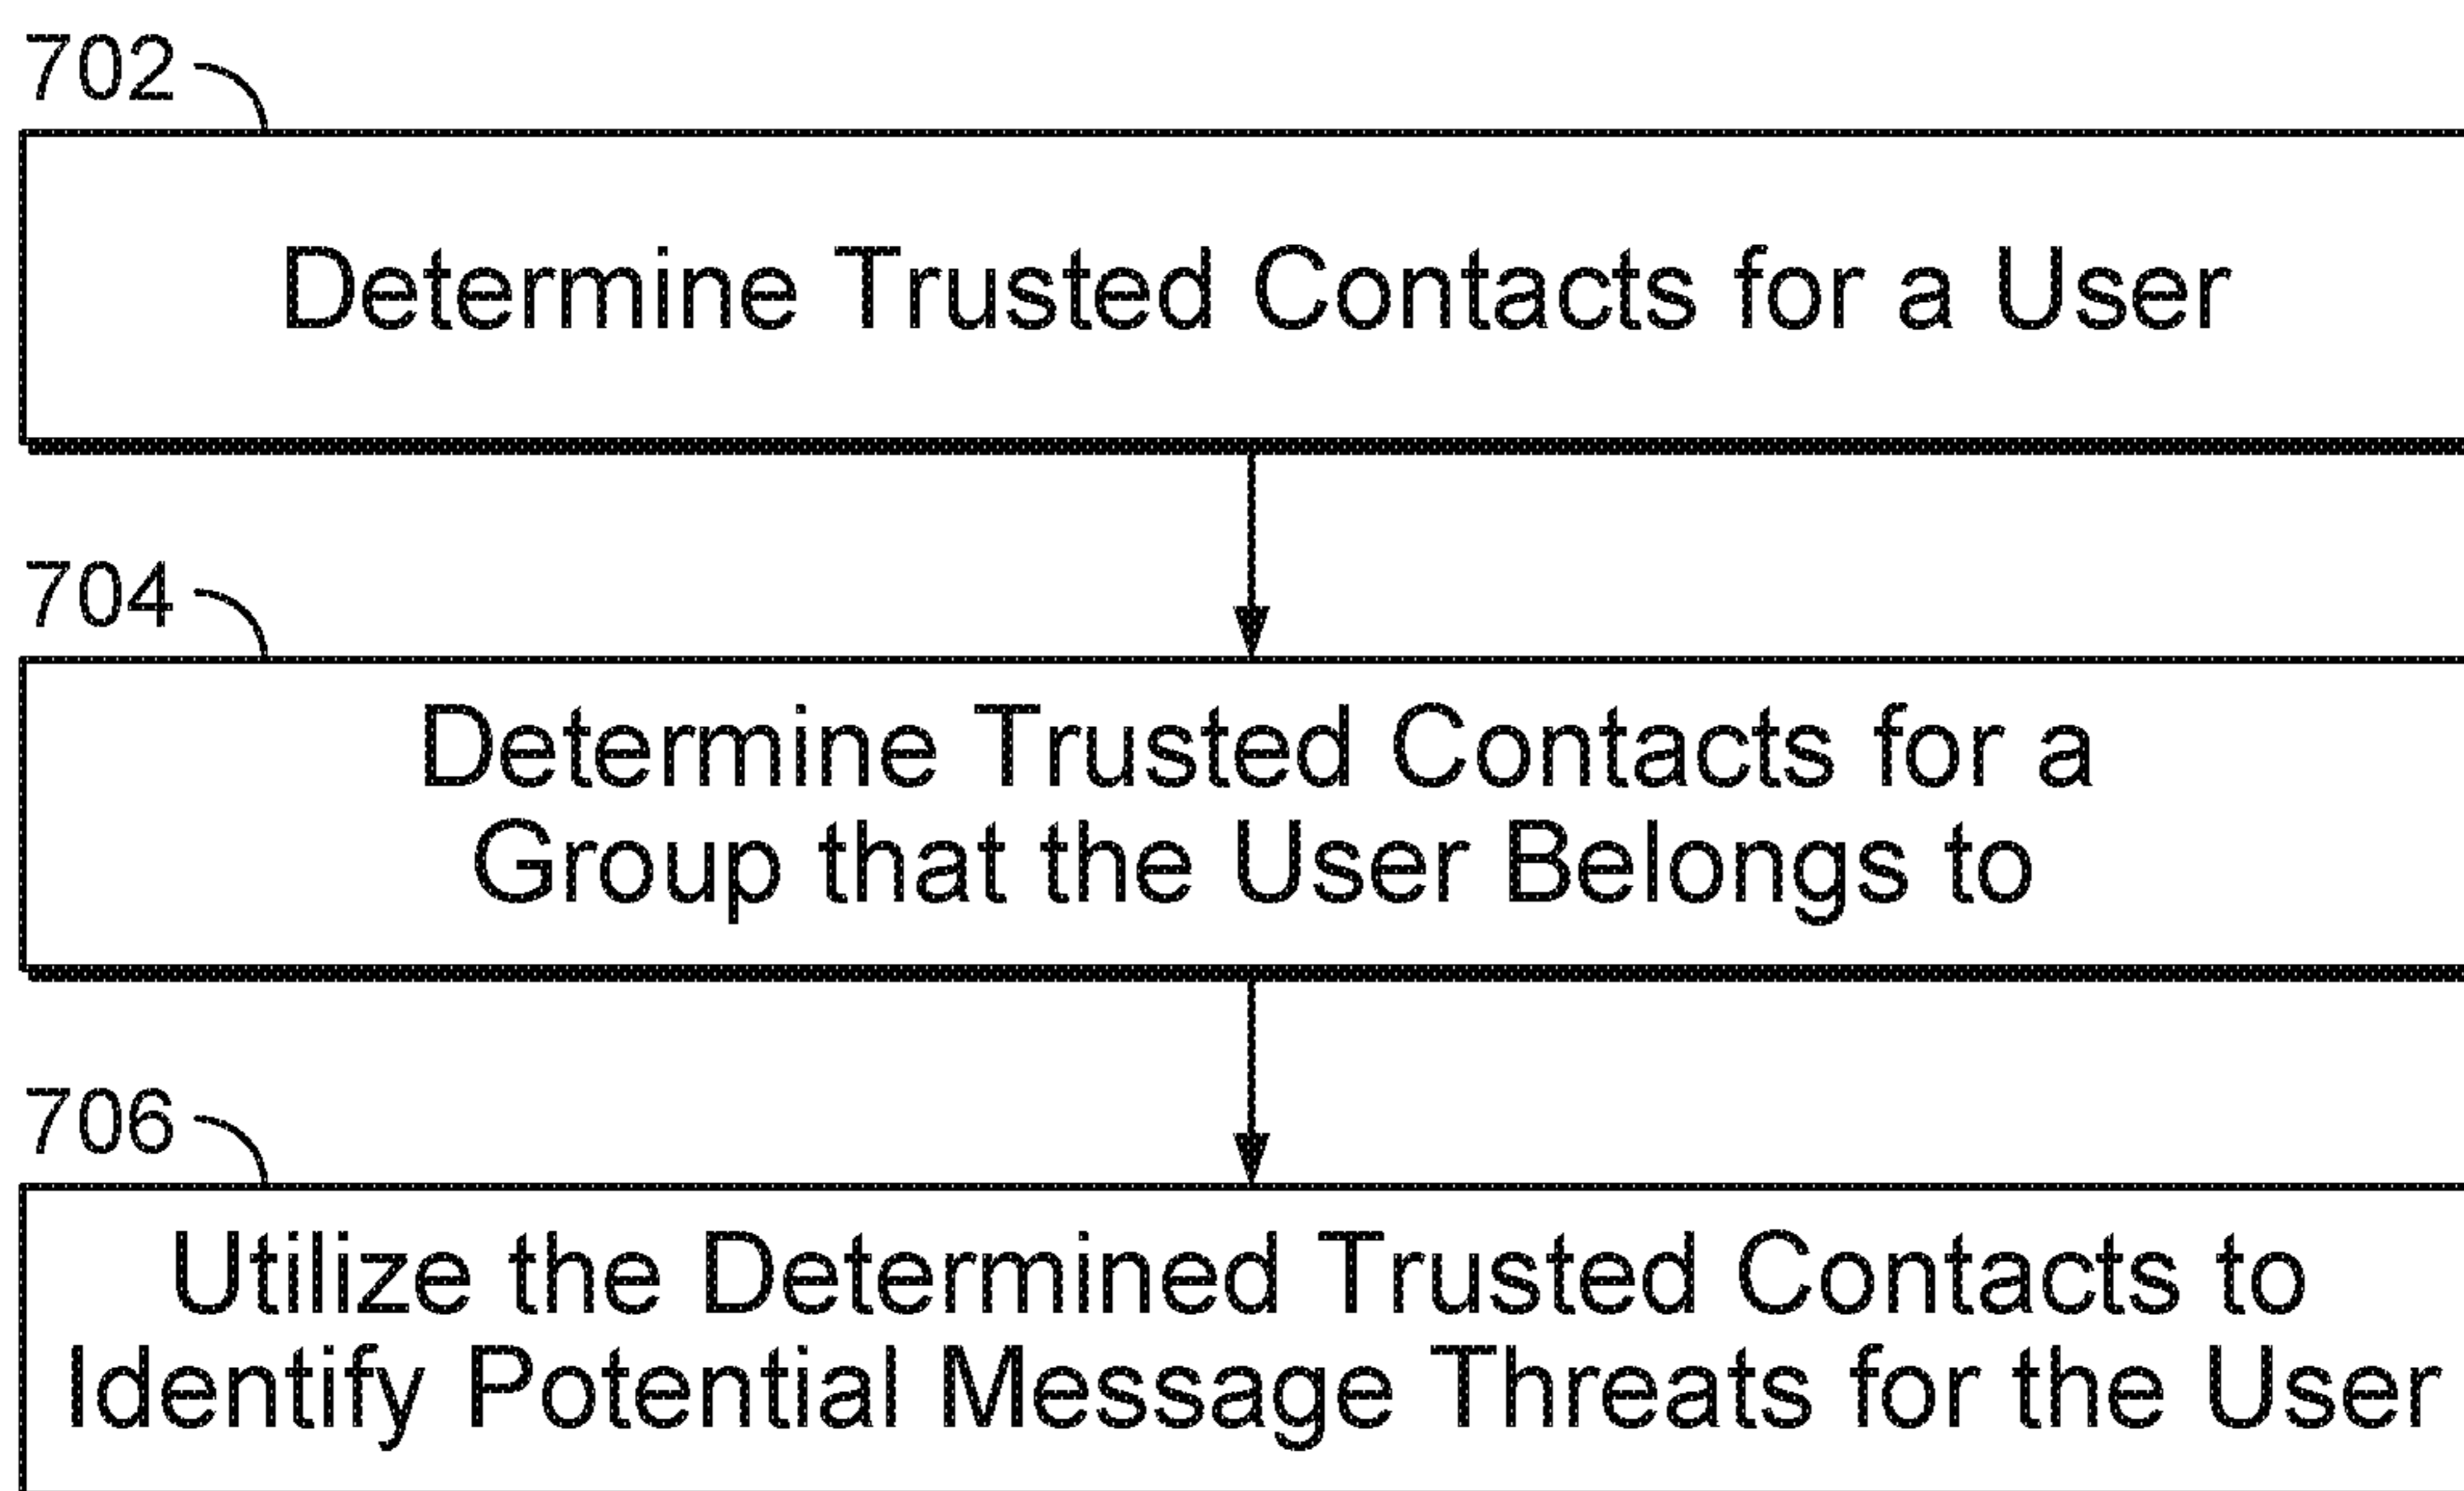 702
Determine Trusted Contacts for a User
704
Determine Trusted Contacts for a
Group that the User Belongs to
706
Utilize the Determined Trusted Contacts to
Identify Potential Message Threats for the User